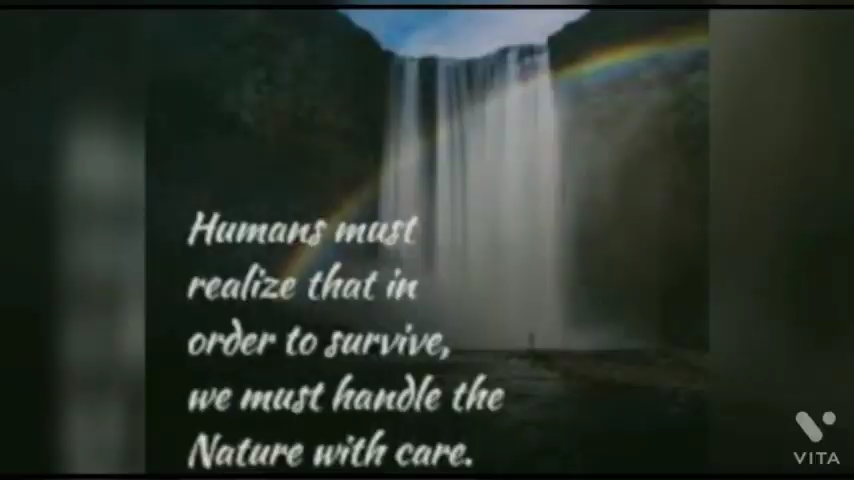 Humans must
realize that in
order to survive,
we must handle the
Nature with care.
VITA